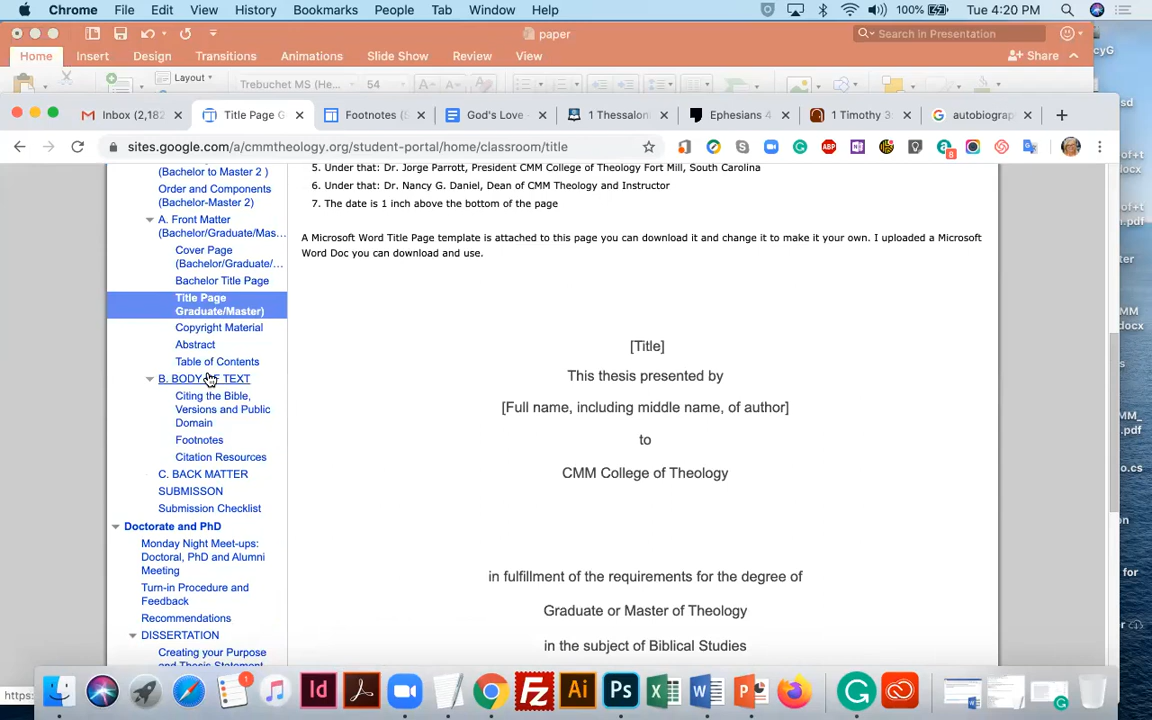 Chrome File Edit View History Bookmarks People Tab Window Help 100% Tue 4:20 PM
paper
Search in Presentation
Home Insert Design Transitions Animations Slide Show Review View Share
Layout
Trebuchet MS (He... 54
Inbox (2,182 Title Page G Footnotes (5 God's Love - 1 Thessalon Ephesians 4 1 Timothy 3: autobiograp
sites.google.com/a/cmmtheology.org/student-portal/home/classroom/title
(Bachelor to Master 2 )
Order and Components
(Bachelor-Master 2)
A. Front Matter
(Bachelor/Graduate/Mas...
Cover Page
(Bachelor/Graduate/...
Bachelor Title Page
Title Page
Graduate/Master)
Copyright Material
Abstract
Table of Contents
B. BODY OF TEXT
Citing the Bible,
Versions and Public
Domain
Footnotes
Citation Resources
C. BACK MATTER
SUBMISSON
Submission Checklist
Doctorate and PhD
Monday Night Meet-ups:
Doctoral, PhD and Alumni
Meeting
Turn-in Procedure and
Feedback
Recommendations
DISSERTATION
Creating your Purpose
and Thesis Statement
5. Under that: Dr. Jorge Parrott, President CMM College of Theology Fort Mill, South Carolina
6. Under that: Dr. Nancy G. Daniel, Dean of CMM Theology and Instructor
7. The date is 1 inch above the bottom of the page
A Microsoft Word Title Page template is attached to this page you can download it and change it to make it your own. I uploaded a Microsoft
Word Doc you can download and use.
[Title]
This thesis presented by
[Full name, including middle name, of author]
to
CMM College of Theology
in fulfillment of the requirements for the degree of
Graduate or Master of Theology
in the subject of Biblical Studies
https: